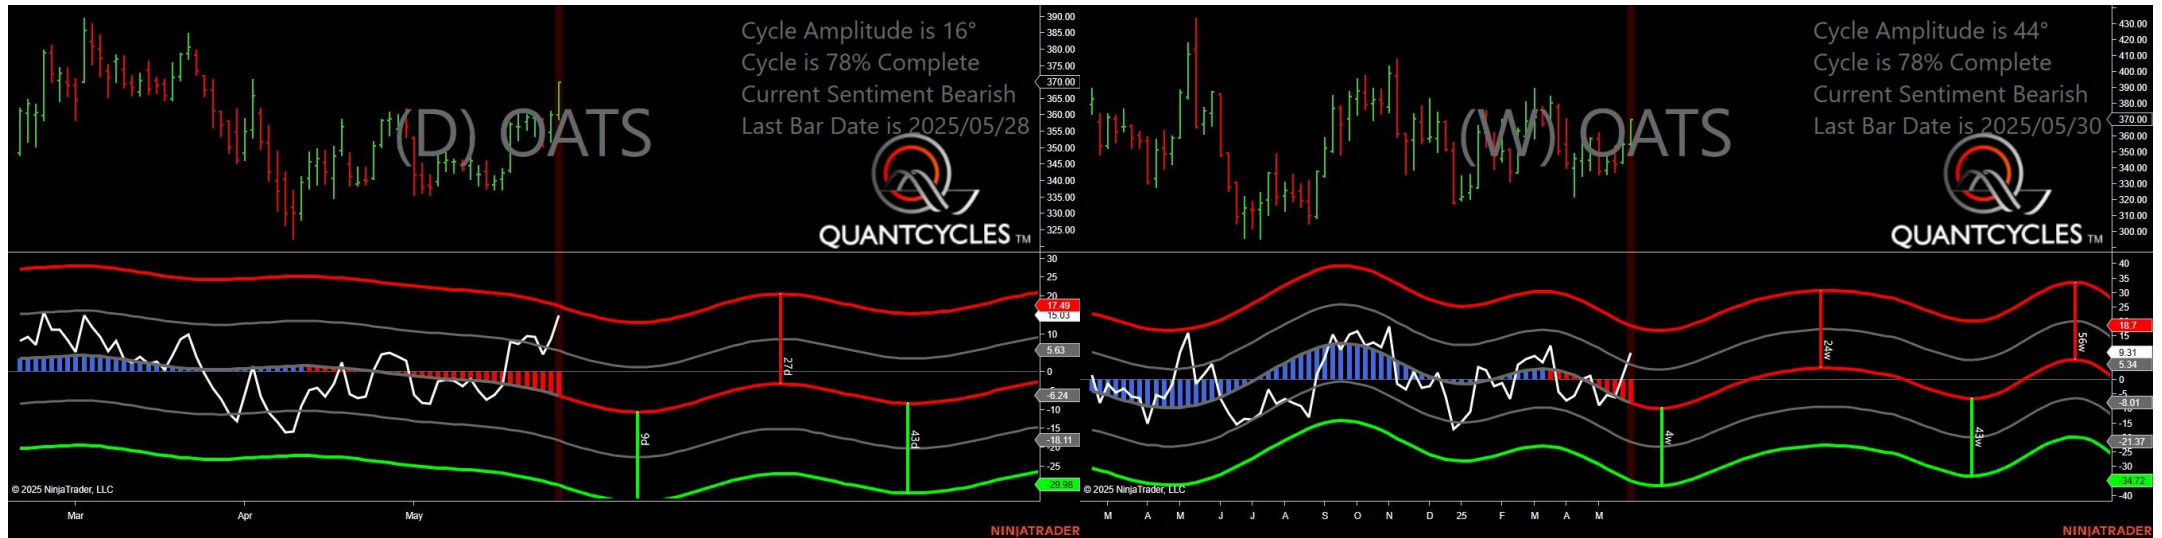 Cycle Amplitude is 16°
Cycle is 78% Complete
Current Sentiment Bearish
Last Bar Date is 2025/05/28
(D) OATS
QUANTCYCLES TM
390.00
385.00
380.00
375.00
370.00
365.00
360.00
355.00
350.00
345.00
340.00
335.00
330.00
325.00
30
25
20
17.49
15.03
10
5.63
0
-6.24
-10
-15
-18.11
-20
-25
-29.98
9d
27d
43d
© 2025 NinjaTrader, LLC
Mar
Apr
May
NINJATRADER
Cycle Amplitude is 44°
Cycle is 78% Complete
Current Sentiment Bearish
Last Bar Date is 2025/05/30
(W) OATS
QUANTCYCLES TM
430.00
420.00
410.00
400.00
390.00
380.00
370.00
360.00
350.00
340.00
330.00
320.00
310.00
300.00
40
35
30
25
18.7
15
9.31
5.34
0
-8.01
-15
-21.37
-25
-30
-34.72
-40
4w
24w
43w
56w
© 2025 NinjaTrader, LLC
M A M J J A S O N D 25 F M A M
NINJATRADER